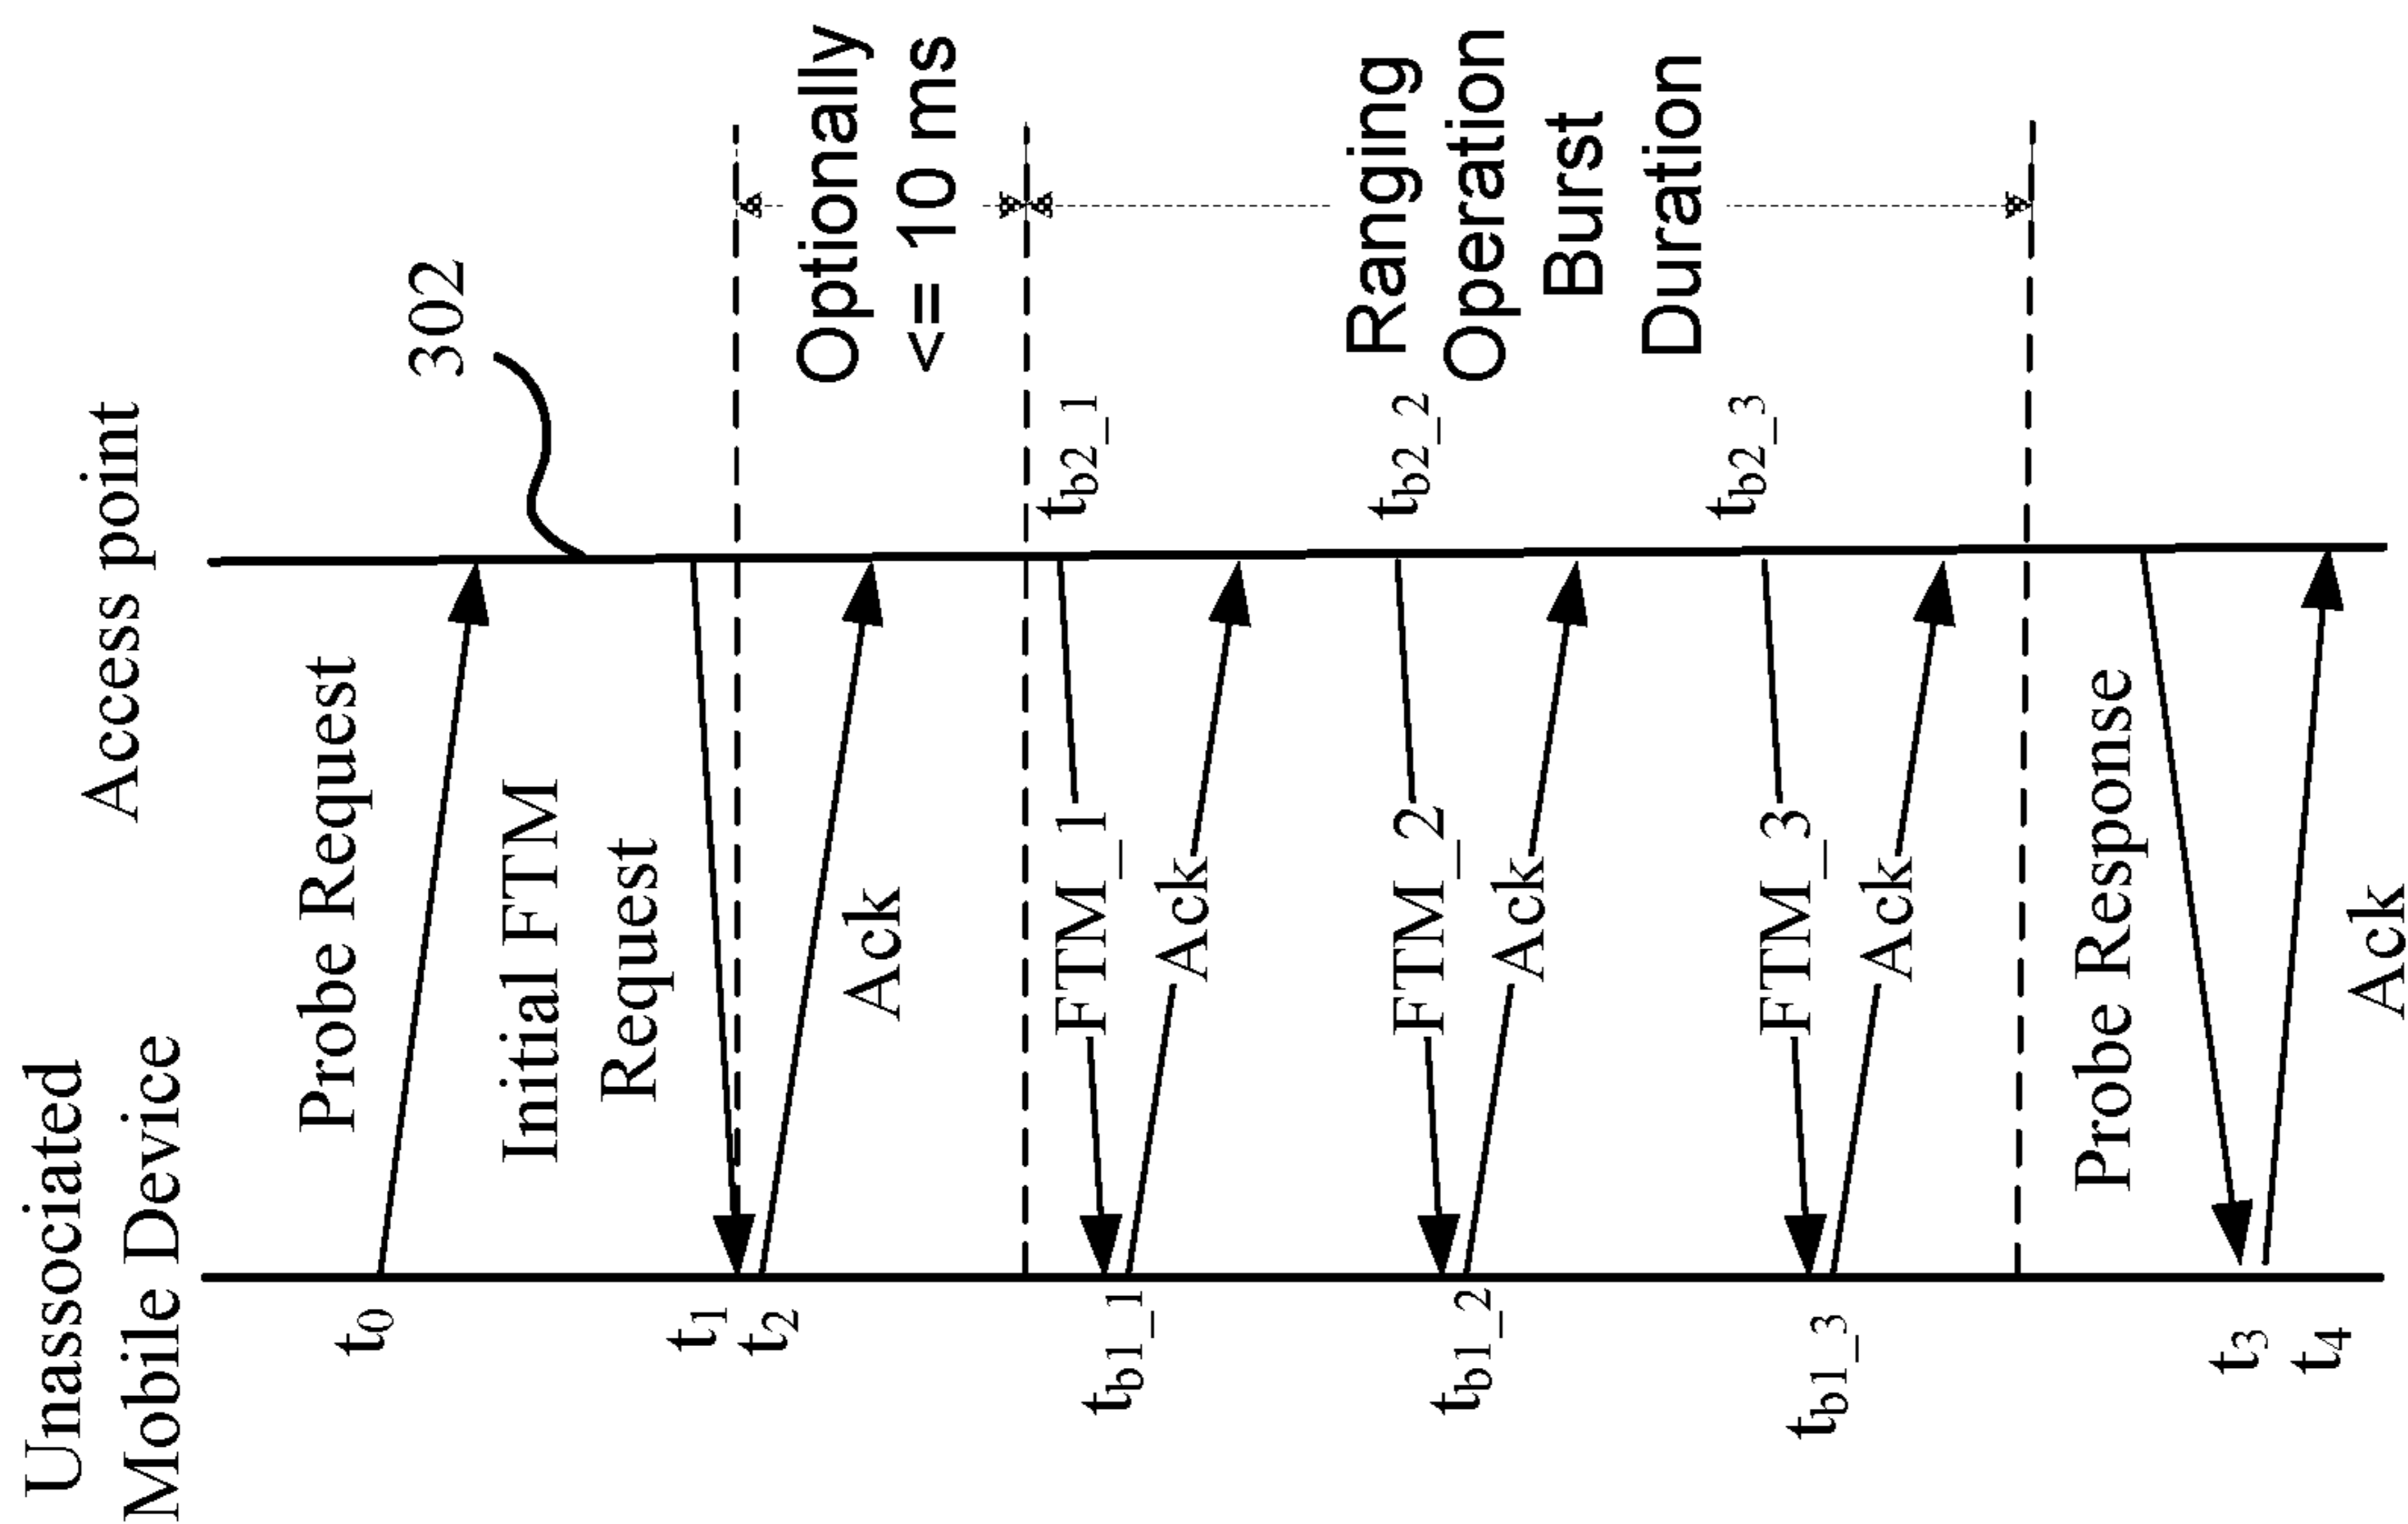 Unassociated
Mobile Device
Access point
302
t0
Probe Request
Initial FTM
Request
t1
t2
Ack
Optionally
<= 10 ms
tb2_1
FTM_1
tb1_1
Ack
Ranging
Operation
Burst
Duration
tb2_2
FTM_2
tb1_2
Ack
tb2_3
FTM_3
tb1_3
Ack
Probe Response
t3
t4
Ack